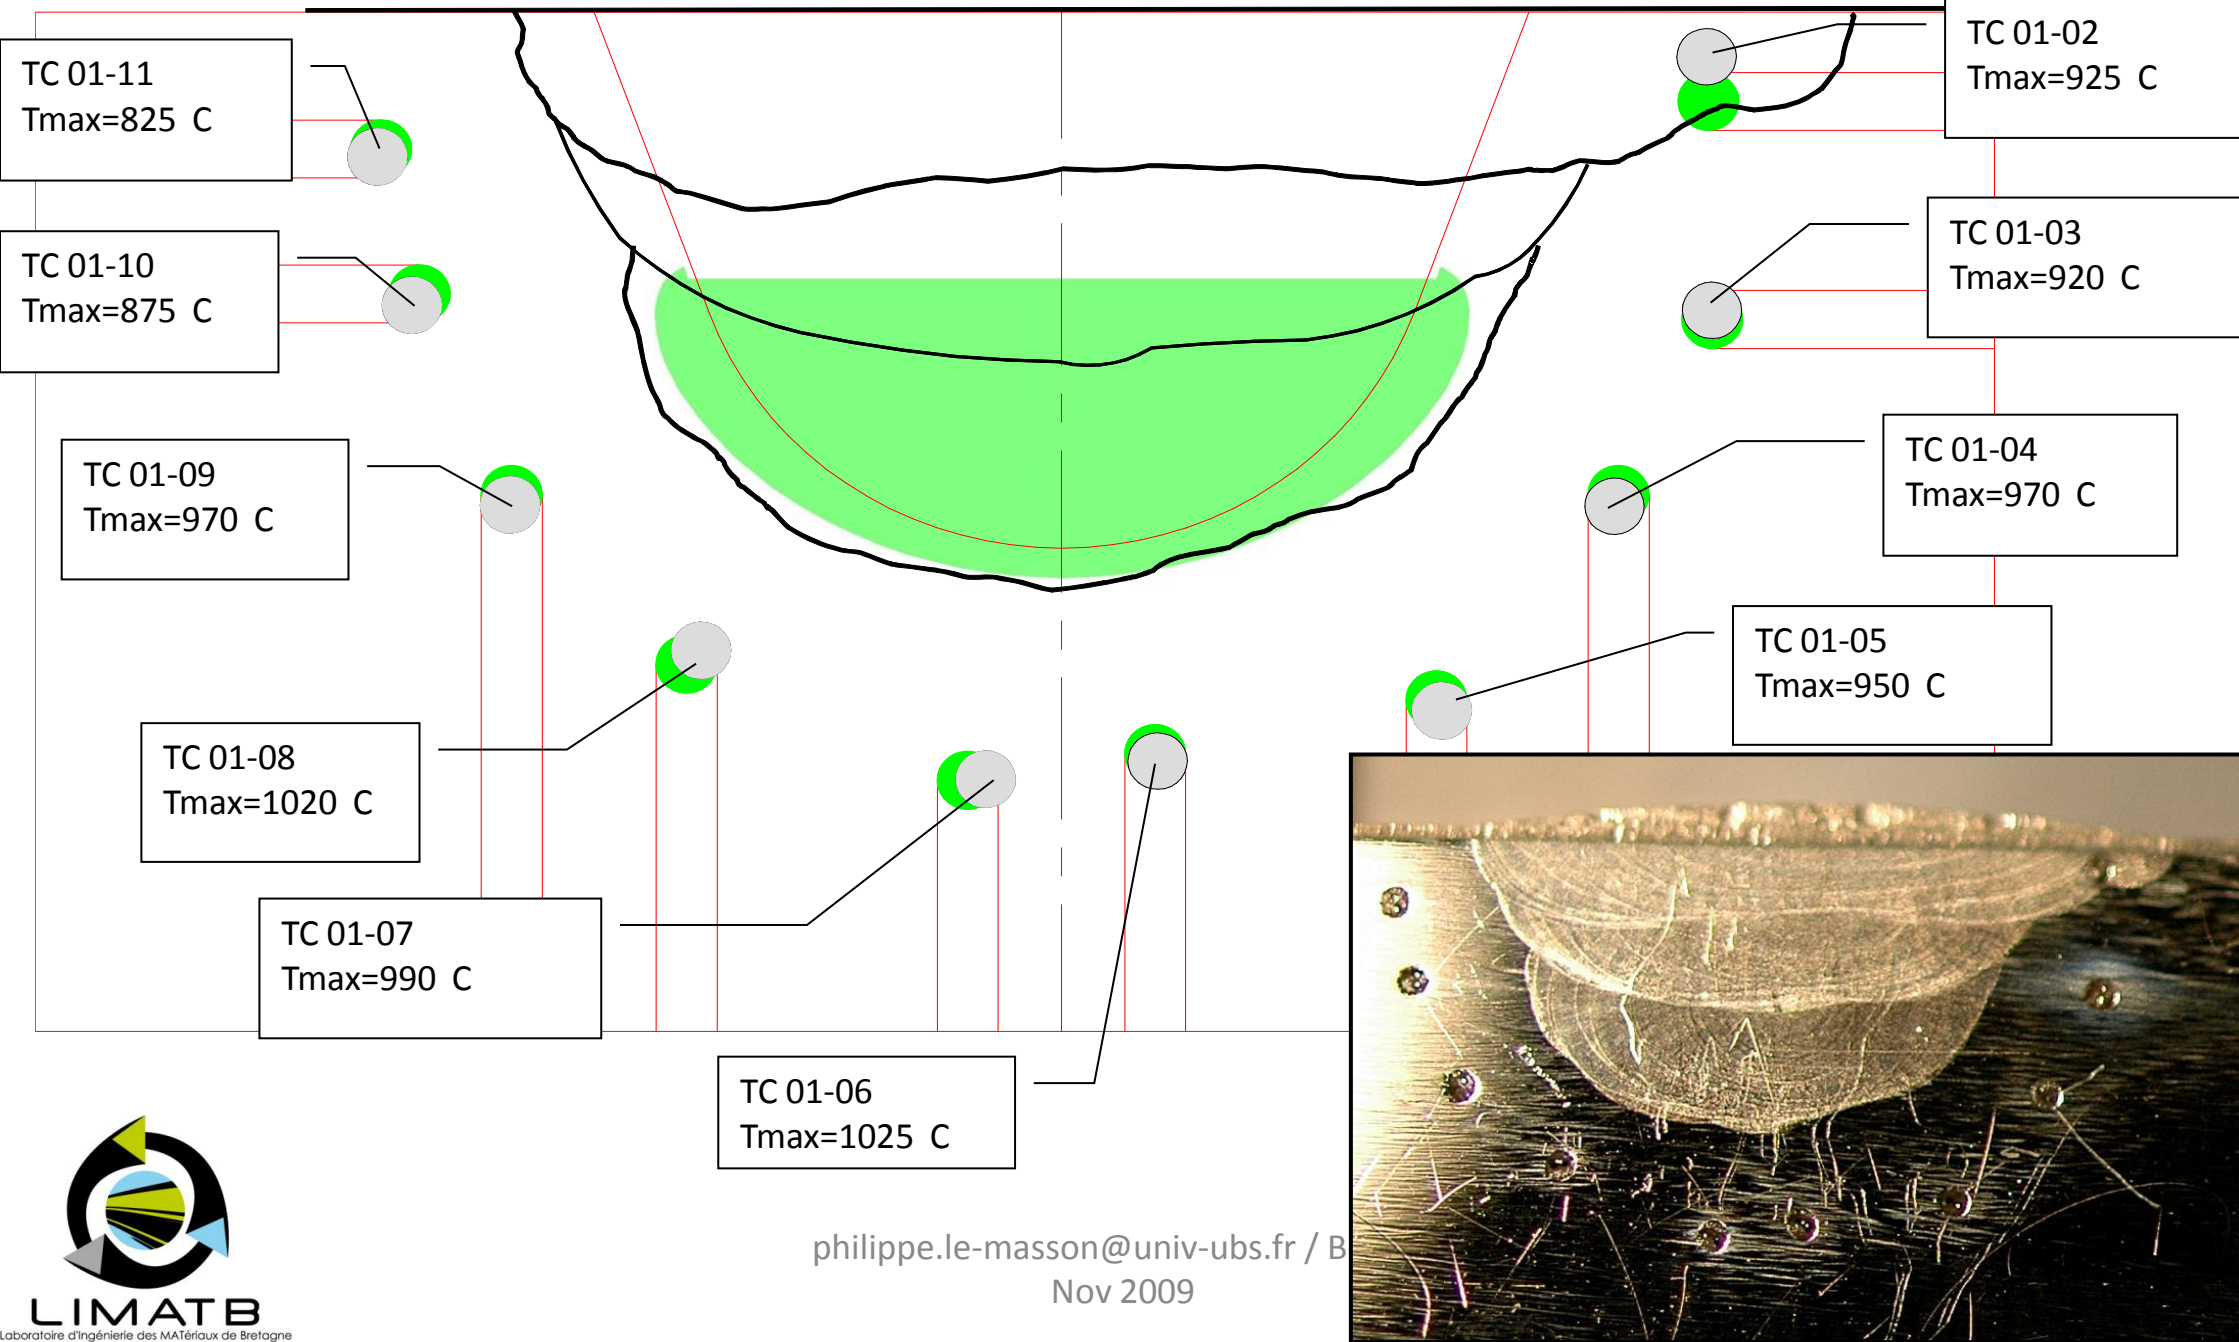 TC 01-11
Tmax=825 C
TC 01-02
Tmax=925 C
TC 01-10
Tmax=875 C
TC 01-03
Tmax=920 C
TC 01-09
Tmax=970 C
TC 01-04
Tmax=970 C
TC 01-05
Tmax=950 C
TC 01-08
Tmax=1020 C
TC 01-07
Tmax=990 C
TC 01-06
Tmax=1025 C
philippe.le-masson@univ-ubs.fr / B
Nov 2009
LIMATB
Laboratoire d'Ingénierie des MATériaux de Bretagne